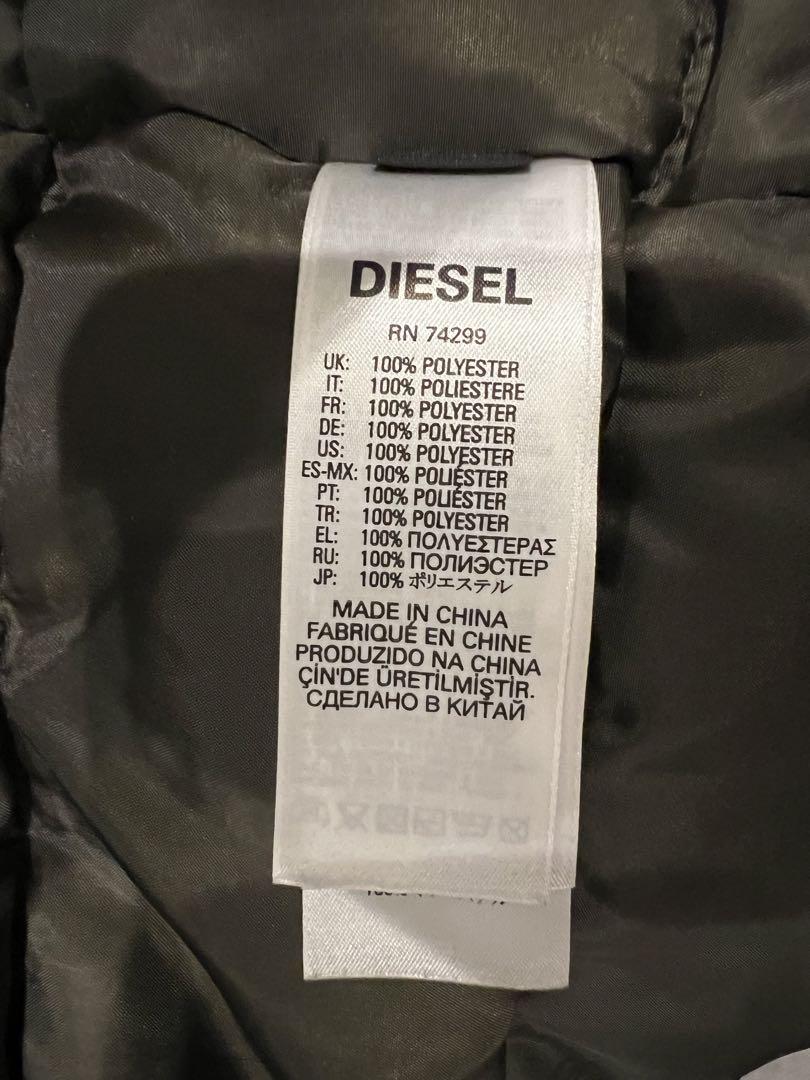 DIESEL
RN 74299
UK: 100% POLYESTER
IT: 100% POLIESTERE
FR: 100% POLYESTER
DE: 100% POLYESTER
US: 100% POLYESTER
ES-MX: 100% POLIÉSTER
PT: 100% POLIÉSTER
TR: 100% POLYESTER
EL: 100% ΠΟΛΥΕΣΤΕΡΑΣ
RU: 100% ПОЛИЭСТЕР
JP: 100% ポリエステル
MADE IN CHINA
FABRIQUÉ EN CHINE
PRODUZIDO NA CHINA
ÇİN'DE ÜRETİLMİŞTİR.
СДЕЛАНО В КИТАЙ